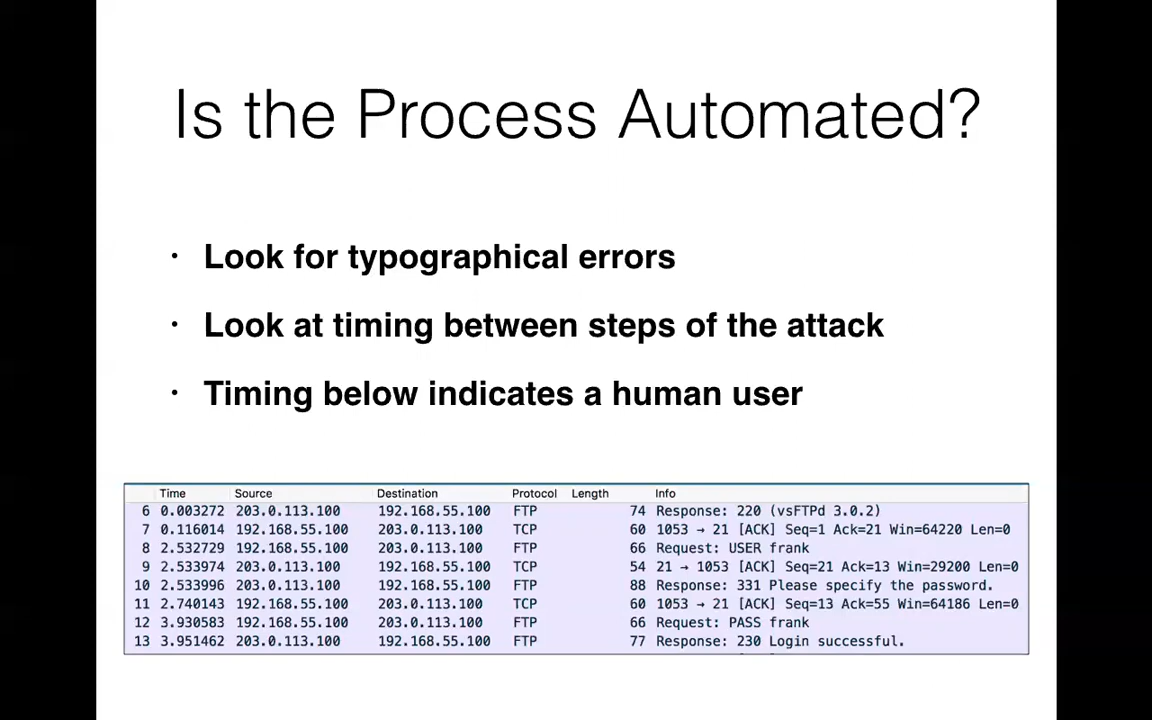 Is the Process Automated?
· Look for typographical errors
· Look at timing between steps of the attack
· Timing below indicates a human user
Time Source Destination Protocol Length Info
6 0.003272 203.0.113.100 192.168.55.100 FTP 74 Response: 220 (vsFTPd 3.0.2)
7 0.116014 192.168.55.100 203.0.113.100 TCP 60 1053 → 21 [ACK] Seq=1 Ack=21 Win=64220 Len=0
8 2.532729 192.168.55.100 203.0.113.100 FTP 66 Request: USER frank
9 2.533974 203.0.113.100 192.168.55.100 TCP 54 21 → 1053 [ACK] Seq=21 Ack=13 Win=29200 Len=0
10 2.533996 203.0.113.100 192.168.55.100 FTP 88 Response: 331 Please specify the password.
11 2.740143 192.168.55.100 203.0.113.100 TCP 60 1053 → 21 [ACK] Seq=13 Ack=55 Win=64186 Len=0
12 3.930583 192.168.55.100 203.0.113.100 FTP 66 Request: PASS frank
13 3.951462 203.0.113.100 192.168.55.100 FTP 77 Response: 230 Login successful.